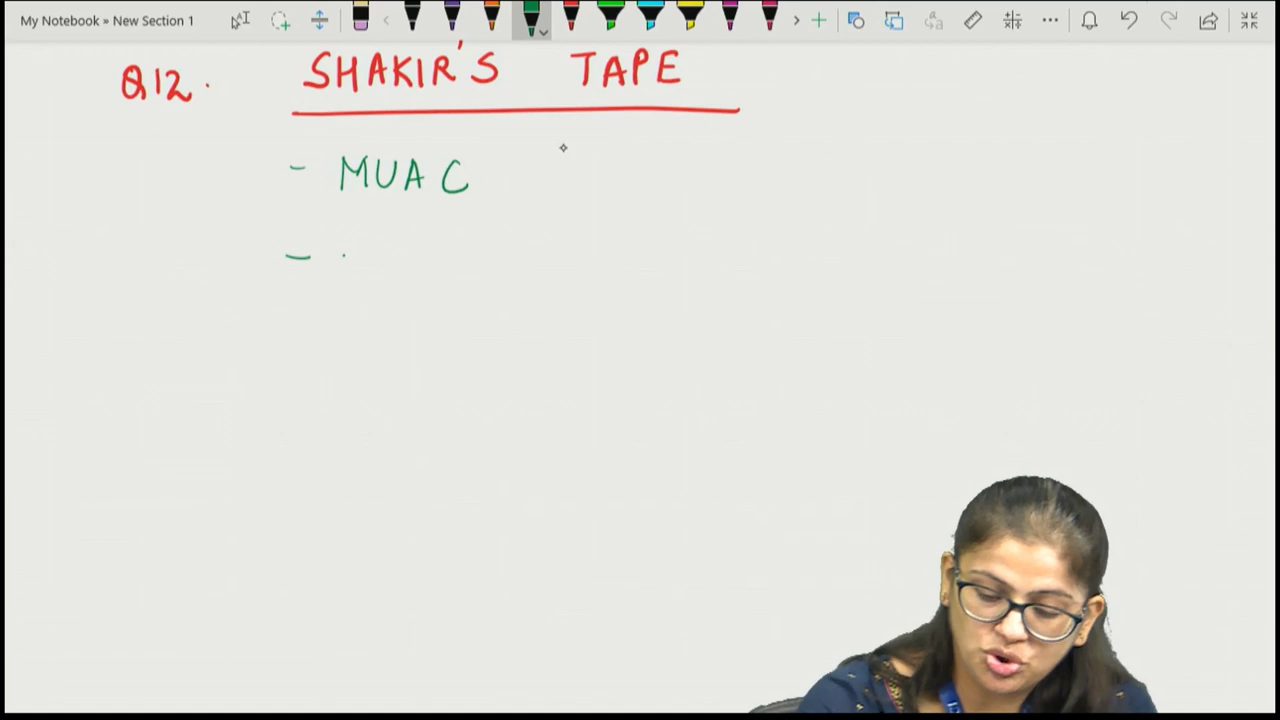 My Notebook » New Section 1
Q12. SHAKIR'S TAPE
- MUAC
-